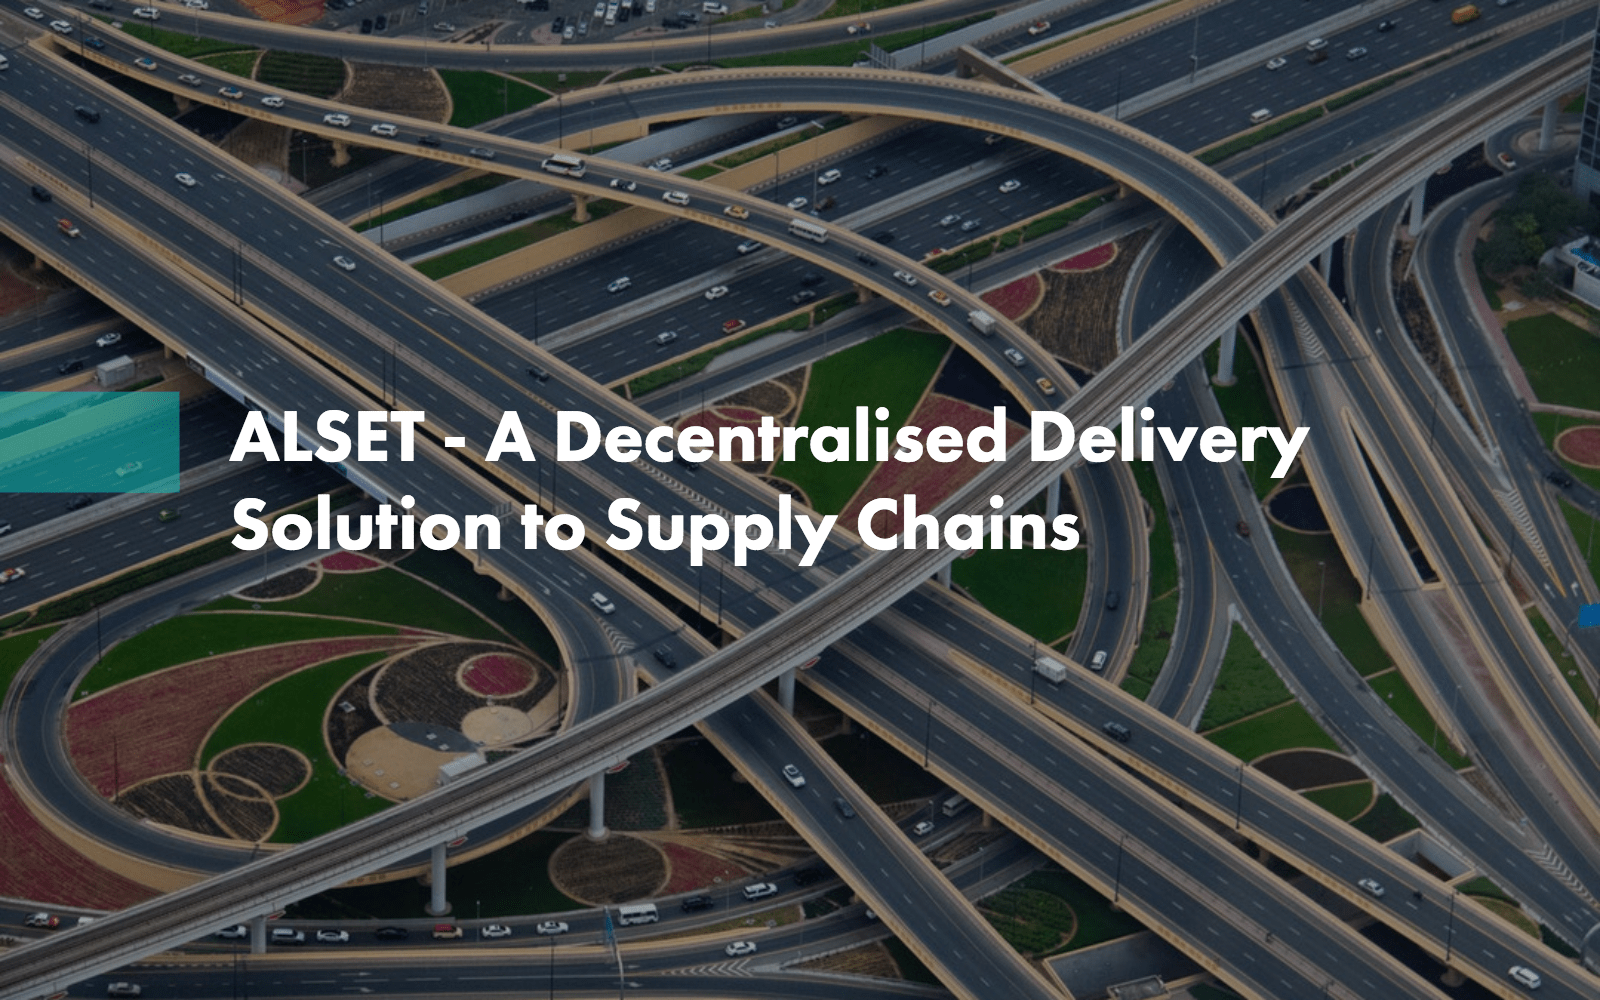 ALSET - A Decentralised Delivery
Solution to Supply Chains